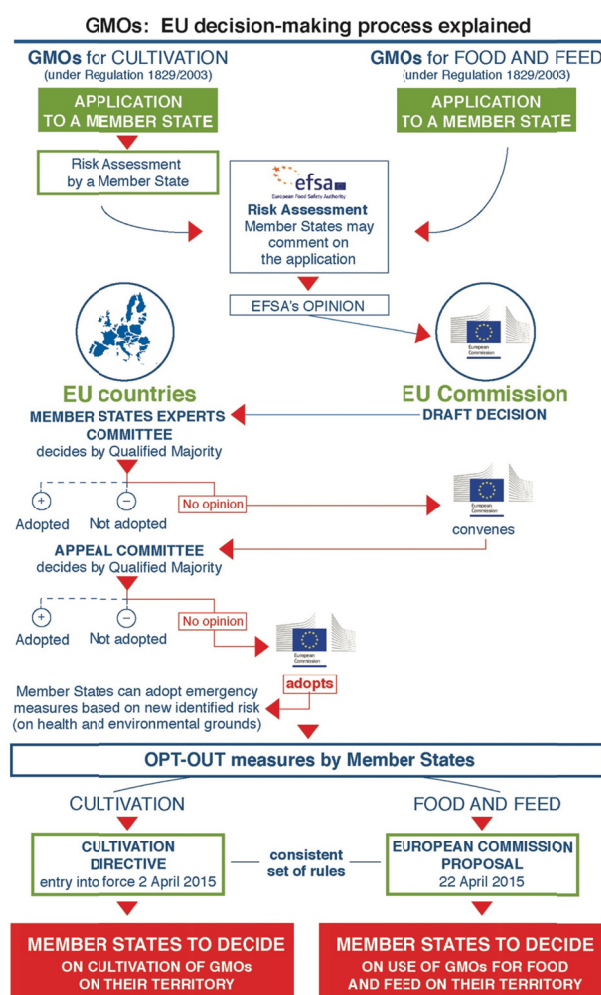 GMOs: EU decision-making process explained
GMOs for CULTIVATION
(under Regulation 1829/2003)
GMOs for FOOD AND FEED
(under Regulation 1829/2003)
APPLICATION
TO A MEMBER STATE
APPLICATION
TO A MEMBER STATE
Risk Assessment
by a Member State
efsa
European Food Safety Authority
Risk Assessment
Member States may
comment on
the application
EFSA's OPINION
European
Commission
EU countries
EU Commission
MEMBER STATES EXPERTS
COMMITTEE
decides by Qualified Majority
DRAFT DECISION
No opinion
+
−
Adopted
Not adopted
European
Commission
convenes
APPEAL COMMITTEE
decides by Qualified Majority
No opinion
+
−
Adopted
Not adopted
European
Commission
adopts
Member States can adopt emergency
measures based on new identified risk
(on health and environmental grounds)
OPT-OUT measures by Member States
CULTIVATION
FOOD AND FEED
CULTIVATION
DIRECTIVE
entry into force 2 April 2015
consistent
set of rules
EUROPEAN COMMISSION
PROPOSAL
22 April 2015
MEMBER STATES TO DECIDE
ON CULTIVATION OF GMOs
ON THEIR TERRITORY
MEMBER STATES TO DECIDE
ON USE OF GMOs FOR FOOD
AND FEED ON THEIR TERRITORY